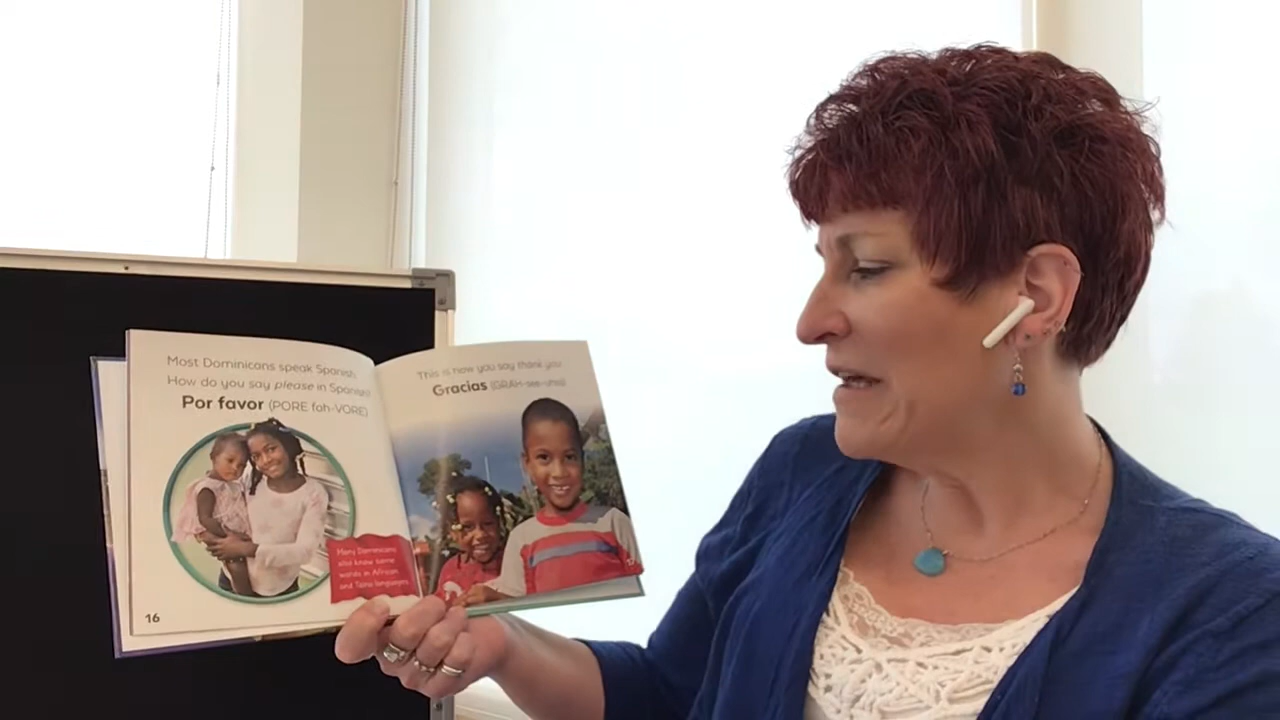 Most Dominicans speak Spanish.
How do you say please in Spanish?
Por favor (PORE fah-VORE)
Many Dominicans
also know some
words in African
and Taino languages.
16
This is how you say thank you.
Gracias (GRAH-see-ahs)
17